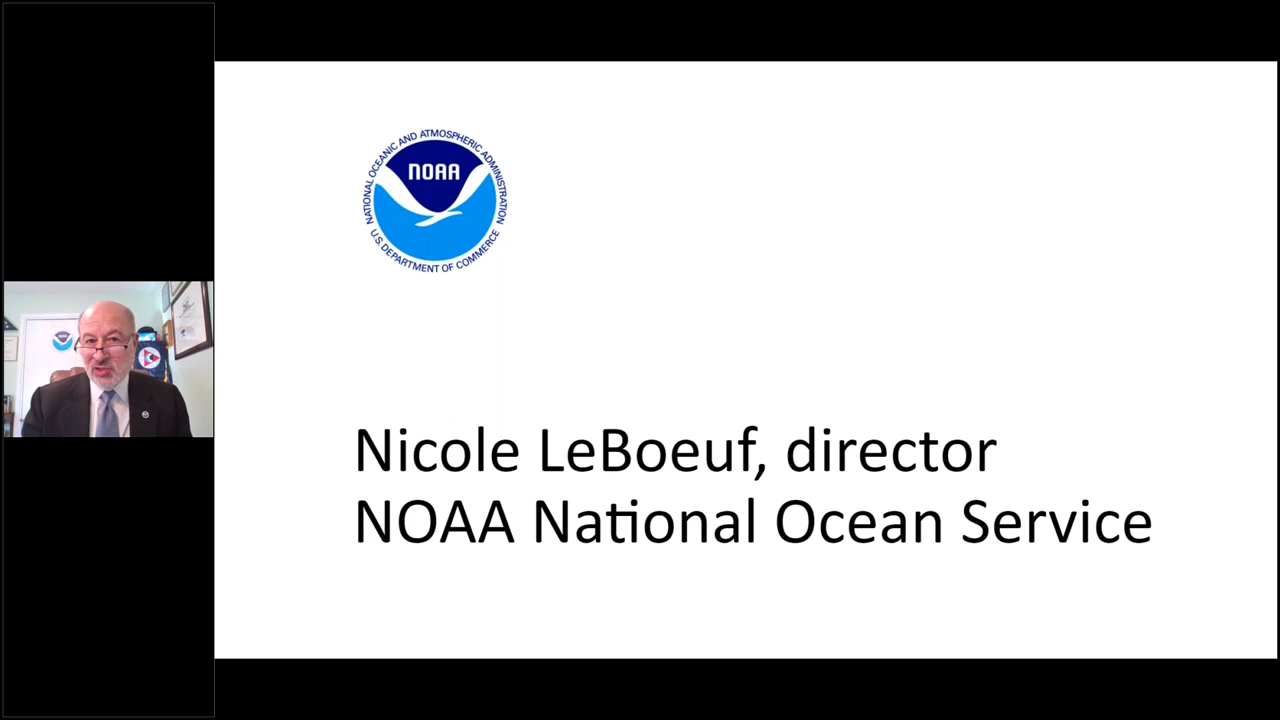 NOAA
NATIONAL OCEANIC AND ATMOSPHERIC ADMINISTRATION
U.S. DEPARTMENT OF COMMERCE
Nicole LeBoeuf, director
NOAA National Ocean Service